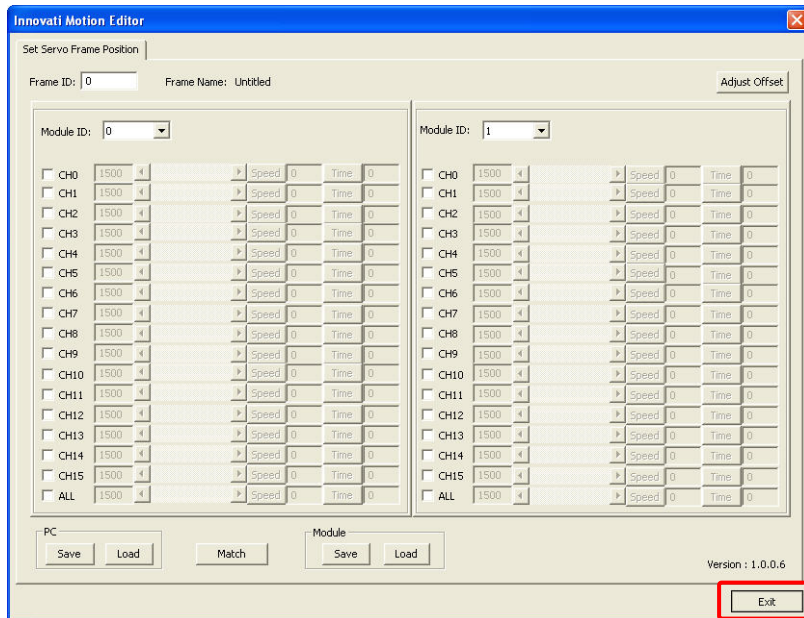 Innovati Motion Editor
Set Servo Frame Position
Frame ID: 0 Frame Name: Untitled Adjust Offset
Module ID: 0 Module ID: 1
CH0 1500 Speed 0 Time 0 CH0 1500 Speed 0 Time 0
CH1 1500 Speed 0 Time 0 CH1 1500 Speed 0 Time 0
CH2 1500 Speed 0 Time 0 CH2 1500 Speed 0 Time 0
CH3 1500 Speed 0 Time 0 CH3 1500 Speed 0 Time 0
CH4 1500 Speed 0 Time 0 CH4 1500 Speed 0 Time 0
CH5 1500 Speed 0 Time 0 CH5 1500 Speed 0 Time 0
CH6 1500 Speed 0 Time 0 CH6 1500 Speed 0 Time 0
CH7 1500 Speed 0 Time 0 CH7 1500 Speed 0 Time 0
CH8 1500 Speed 0 Time 0 CH8 1500 Speed 0 Time 0
CH9 1500 Speed 0 Time 0 CH9 1500 Speed 0 Time 0
CH10 1500 Speed 0 Time 0 CH10 1500 Speed 0 Time 0
CH11 1500 Speed 0 Time 0 CH11 1500 Speed 0 Time 0
CH12 1500 Speed 0 Time 0 CH12 1500 Speed 0 Time 0
CH13 1500 Speed 0 Time 0 CH13 1500 Speed 0 Time 0
CH14 1500 Speed 0 Time 0 CH14 1500 Speed 0 Time 0
CH15 1500 Speed 0 Time 0 CH15 1500 Speed 0 Time 0
ALL 1500 Speed 0 Time 0 ALL 1500 Speed 0 Time 0
PC Module
Save Load Match Save Load
Version : 1.0.0.6
Exit